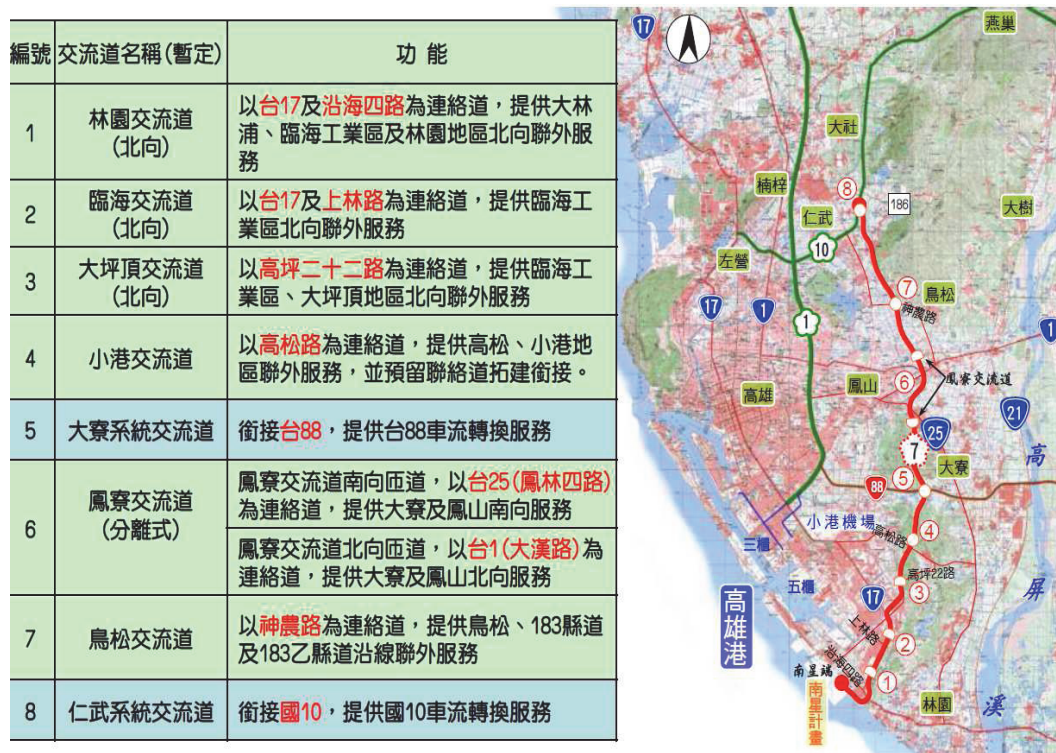 編號 交流道名稱(暫定) 功 能
1 林園交流道
(北向)
以台17及沿海四路為連絡道，提供大林
浦、臨海工業區及林園地區北向聯外服
務
2 臨海交流道
(北向)
以台17及上林路為連絡道，提供臨海工
業區北向聯外服務
3 大坪頂交流道
(北向)
以高坪二十二路為連絡道，提供臨海工
業區、大坪頂地區北向聯外服務
4 小港交流道
以高松路為連絡道，提供高松、小港地
區聯外服務，並預留聯絡道拓建銜接。
5 大寮系統交流道 銜接台88，提供台88車流轉換服務
6 鳳寮交流道
(分離式)
鳳寮交流道南向匝道，以台25(鳳林四路)
為連絡道，提供大寮及鳳山南向服務
鳳寮交流道北向匝道，以台1(大漢路)為
連絡道，提供大寮及鳳山北向服務
7 鳥松交流道
以神農路為連絡道，提供鳥松、183縣道
及183乙縣道沿線聯外服務
8 仁武系統交流道 銜接國10，提供國10車流轉換服務
17
燕巢
大社
楠梓
8
186
大樹
仁武
10
左營
7
鳥松
神農路
17
1
1
1
鳳山
6
鳳寮交流道
高雄
21
25
7
高
大寮
5
88
小港機場
4
高松路
三櫃
高坪22路
五櫃
3
17
屏
高雄港
上林路
2
沿海四路
南星端
1
南星計畫
林園
溪